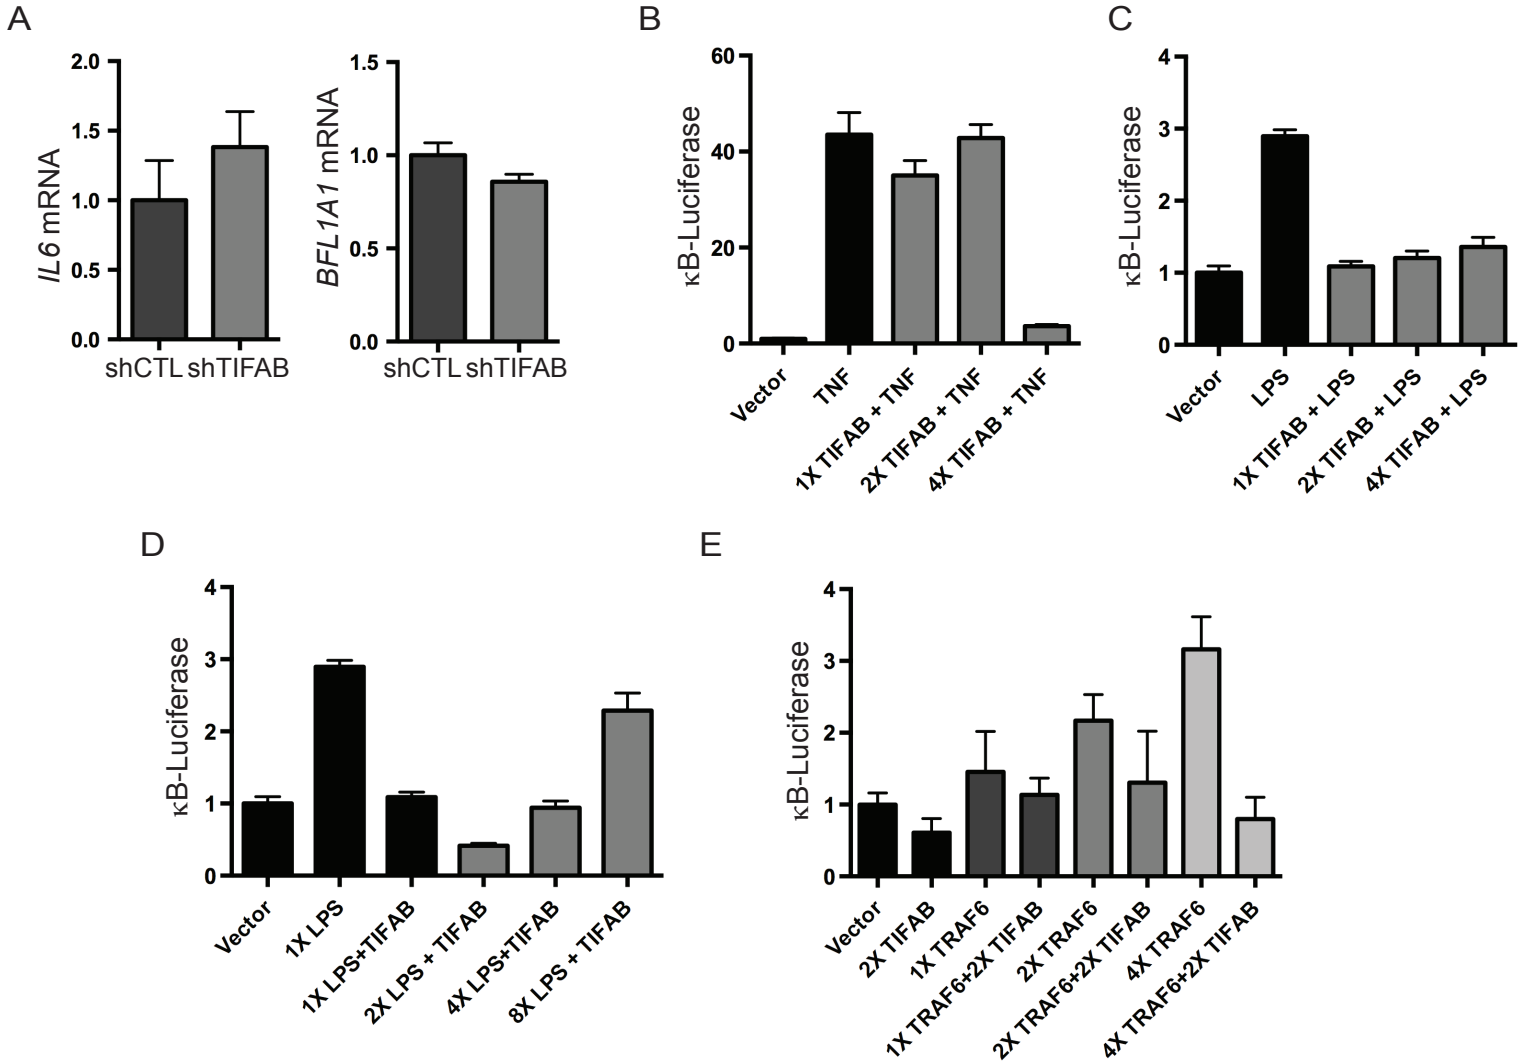 A
2.0
1.5
1.0
0.5
0.0
IL6 mRNA
shCTL shTIFAB
1.5
1.0
0.5
0.0
BFL1A1 mRNA
shCTL shTIFAB
B
60
40
20
0
κB-Luciferase
Vector
TNF
1X TIFAB + TNF
2X TIFAB + TNF
4X TIFAB + TNF
C
4
3
2
1
0
κB-Luciferase
Vector
LPS
1X TIFAB + LPS
2X TIFAB + LPS
4X TIFAB + LPS
D
4
3
2
1
0
κB-Luciferase
Vector
1X LPS
1X LPS+TIFAB
2X LPS + TIFAB
4X LPS+TIFAB
8X LPS + TIFAB
E
4
3
2
1
0
κB-Luciferase
Vector
2X TIFAB
1X TRAF6
1X TRAF6+2X TIFAB
2X TRAF6
2X TRAF6+2X TIFAB
4X TRAF6
4X TRAF6+2X TIFAB